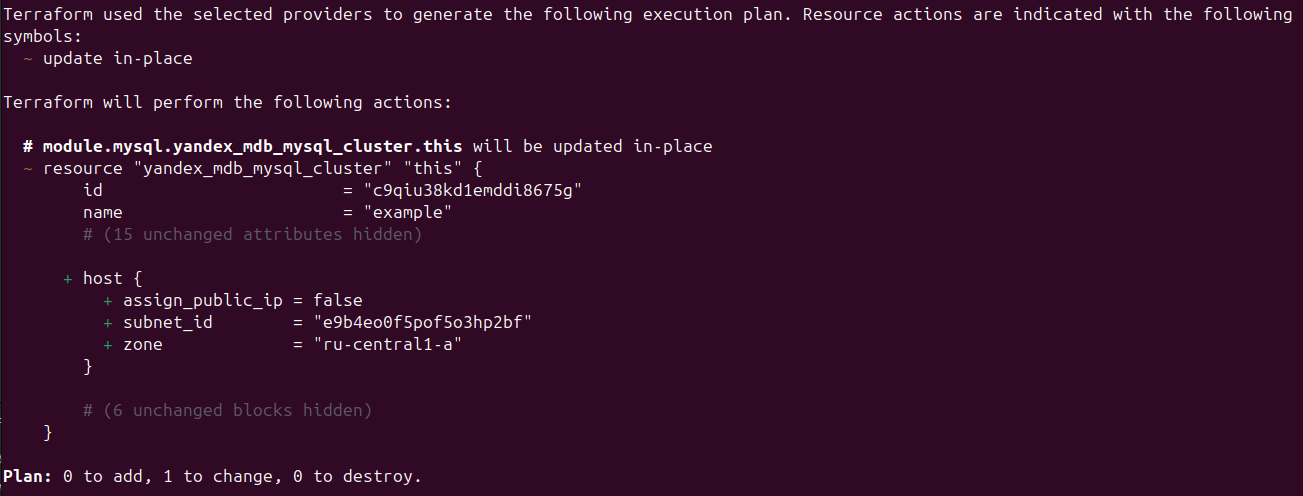 Terraform used the selected providers to generate the following execution plan. Resource actions are indicated with the following
symbols:
  ~ update in-place

Terraform will perform the following actions:

  # module.mysql.yandex_mdb_mysql_cluster.this will be updated in-place
  ~ resource "yandex_mdb_mysql_cluster" "this" {
        id                        = "c9qiu38kd1emddi8675g"
        name                      = "example"
        # (15 unchanged attributes hidden)

      + host {
          + assign_public_ip = false
          + subnet_id        = "e9b4eo0f5pof5o3hp2bf"
          + zone             = "ru-central1-a"
        }

        # (6 unchanged blocks hidden)
    }

Plan: 0 to add, 1 to change, 0 to destroy.